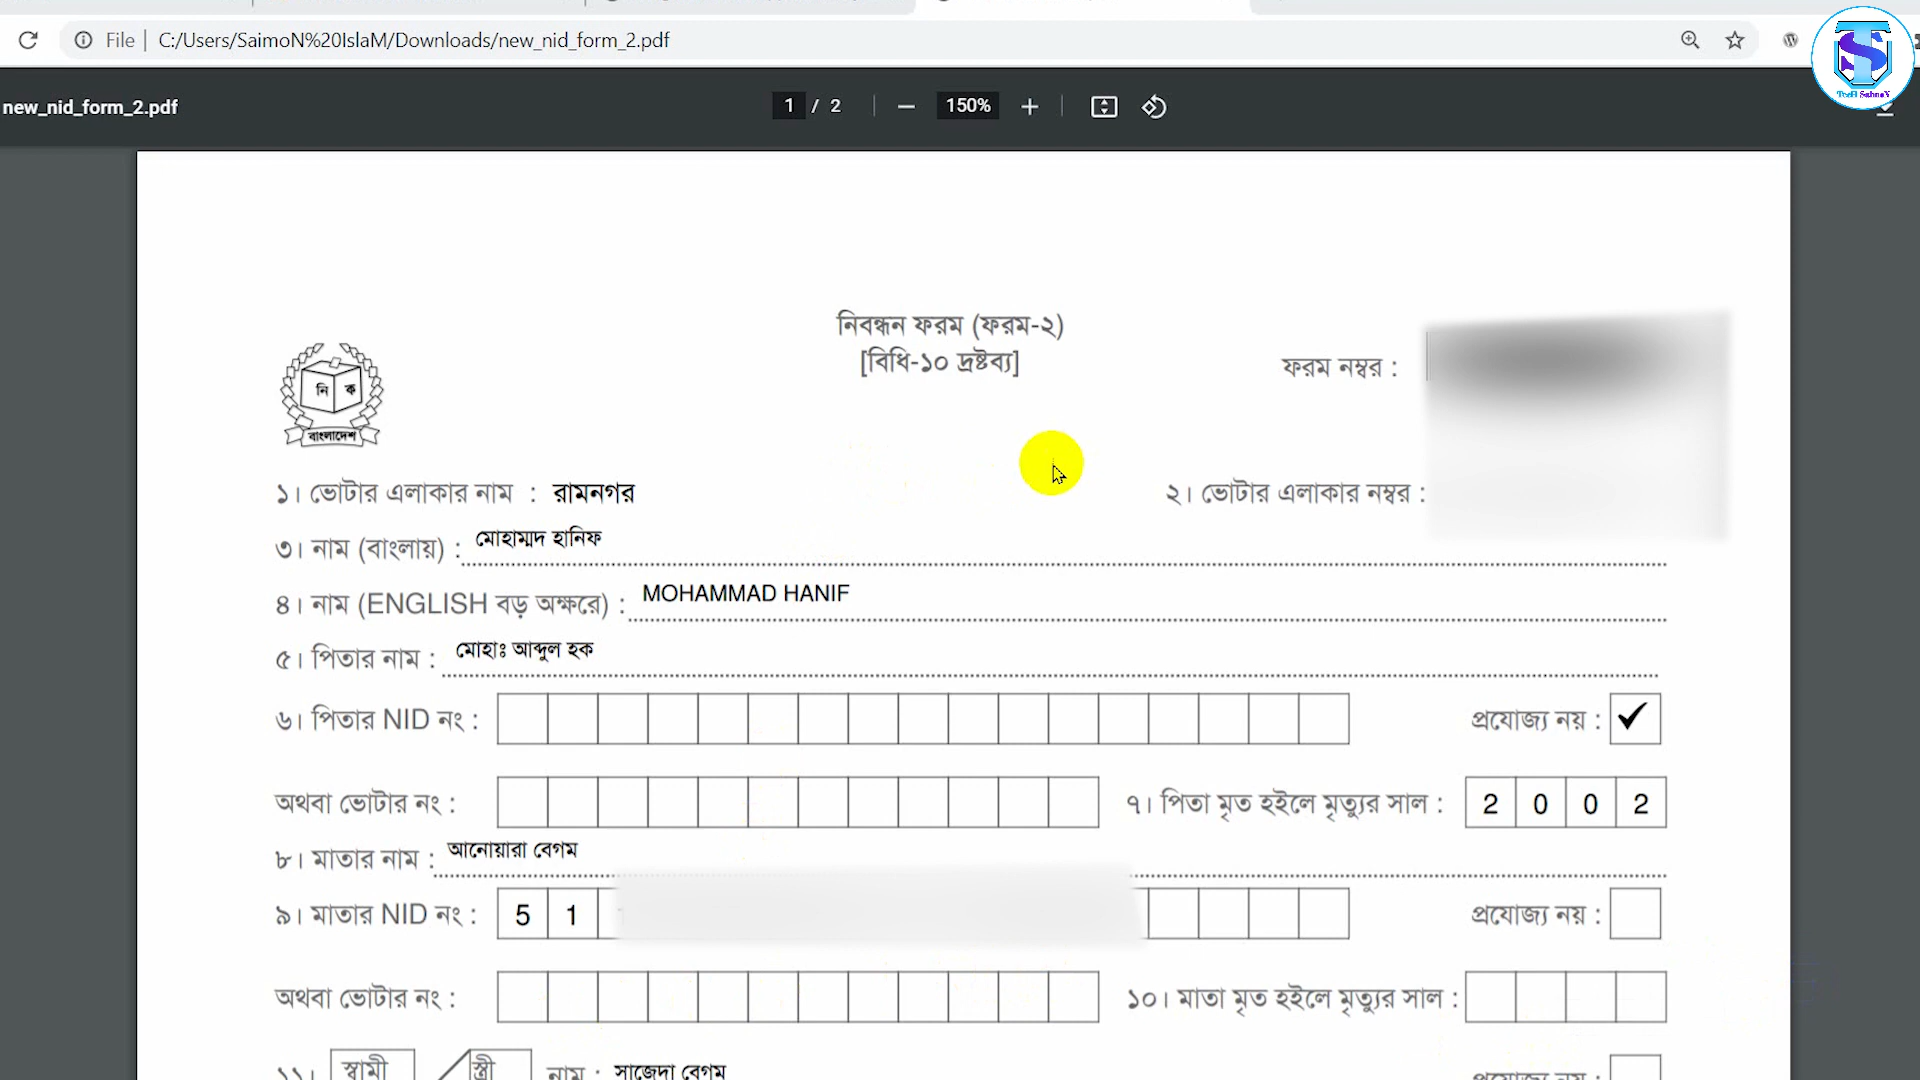 File | C:/Users/SaimoN%20IslaM/Downloads/new_nid_form_2.pdf
new_nid_form_2.pdf
1 / 2
150%
TecH SaimoN
নিবন্ধন ফরম (ফরম-২)
[বিধি-১০ দ্রষ্টব্য]
ফরম নম্বর :
নি ক
বাংলাদেশ
১। ভোটার এলাকার নাম : রামনগর
২। ভোটার এলাকার নম্বর :
৩। নাম (বাংলায়) : মোহাম্মদ হানিফ
৪। নাম (ENGLISH বড় অক্ষরে) : MOHAMMAD HANIF
৫। পিতার নাম : মোহাঃ আব্দুল হক
৬। পিতার NID নং :
প্রযোজ্য নয় : ✓
অথবা ভোটার নং :
৭। পিতা মৃত হইলে মৃত্যুর সাল : 2 0 0 2
৮। মাতার নাম : আনোয়ারা বেগম
৯। মাতার NID নং : 5 1
প্রযোজ্য নয় :
অথবা ভোটার নং :
১০। মাতা মৃত হইলে মৃত্যুর সাল :
১১। স্বামী / স্ত্রী নাম : সাজেদা বেগম
প্রযোজ্য নয় :